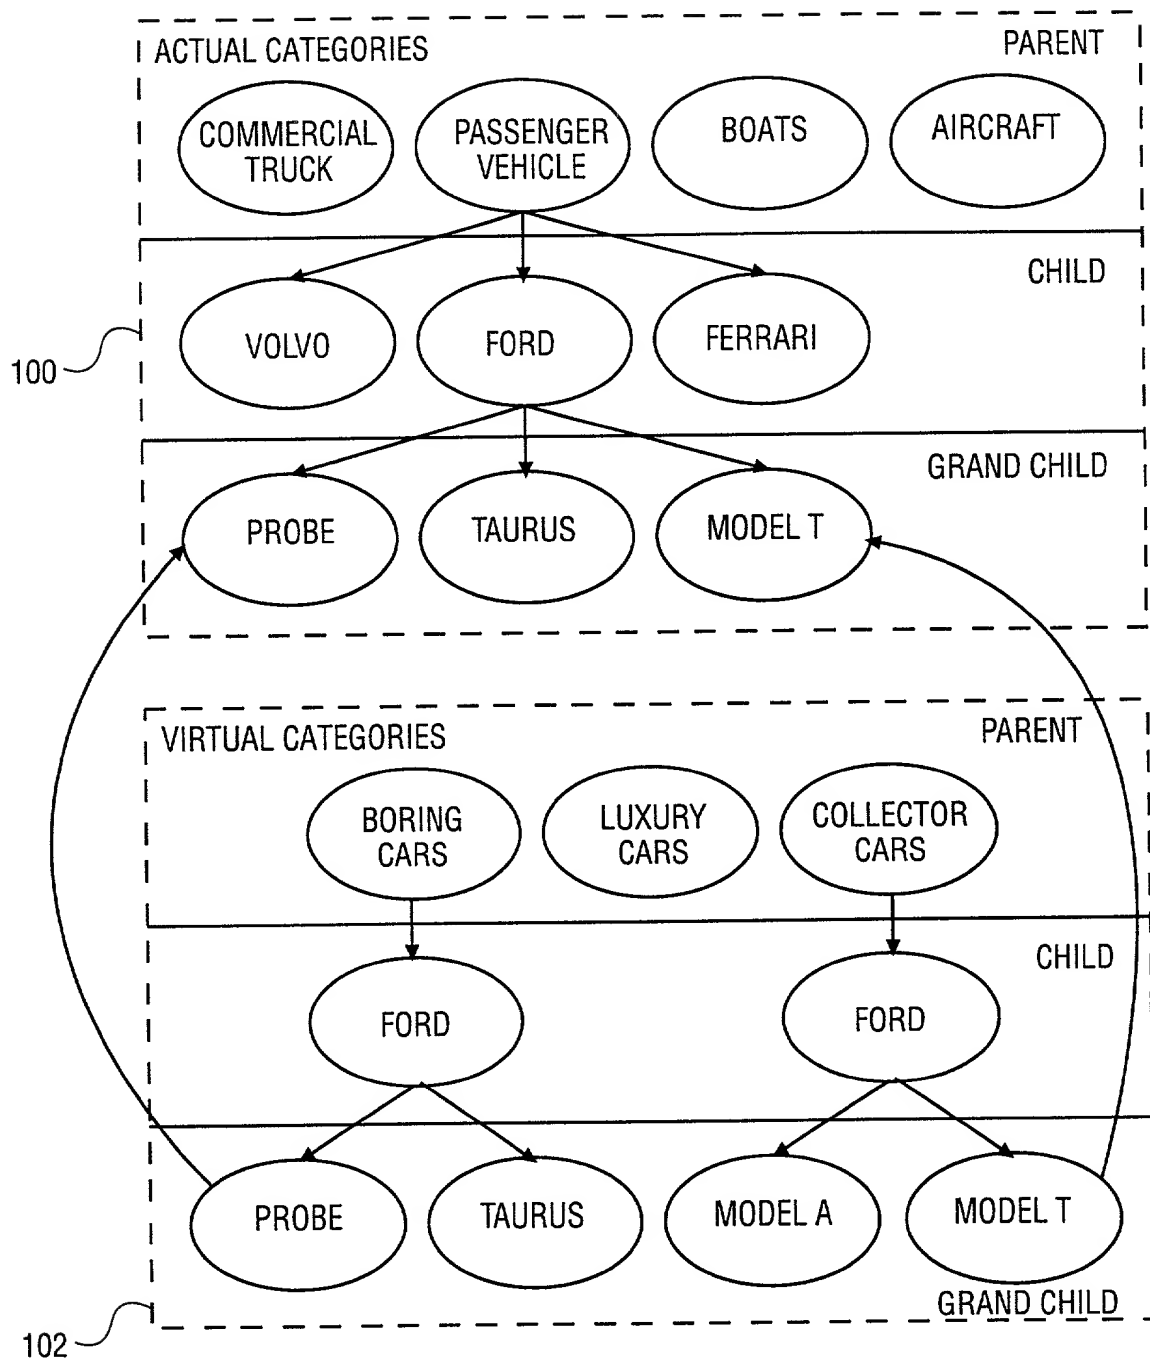 ACTUAL CATEGORIES
PARENT
COMMERCIAL
TRUCK
PASSENGER
VEHICLE
BOATS
AIRCRAFT
CHILD
VOLVO
FORD
FERRARI
100
GRAND CHILD
PROBE
TAURUS
MODEL T
VIRTUAL CATEGORIES
PARENT
BORING
CARS
LUXURY
CARS
COLLECTOR
CARS
CHILD
FORD
FORD
PROBE
TAURUS
MODEL A
MODEL T
GRAND CHILD
102